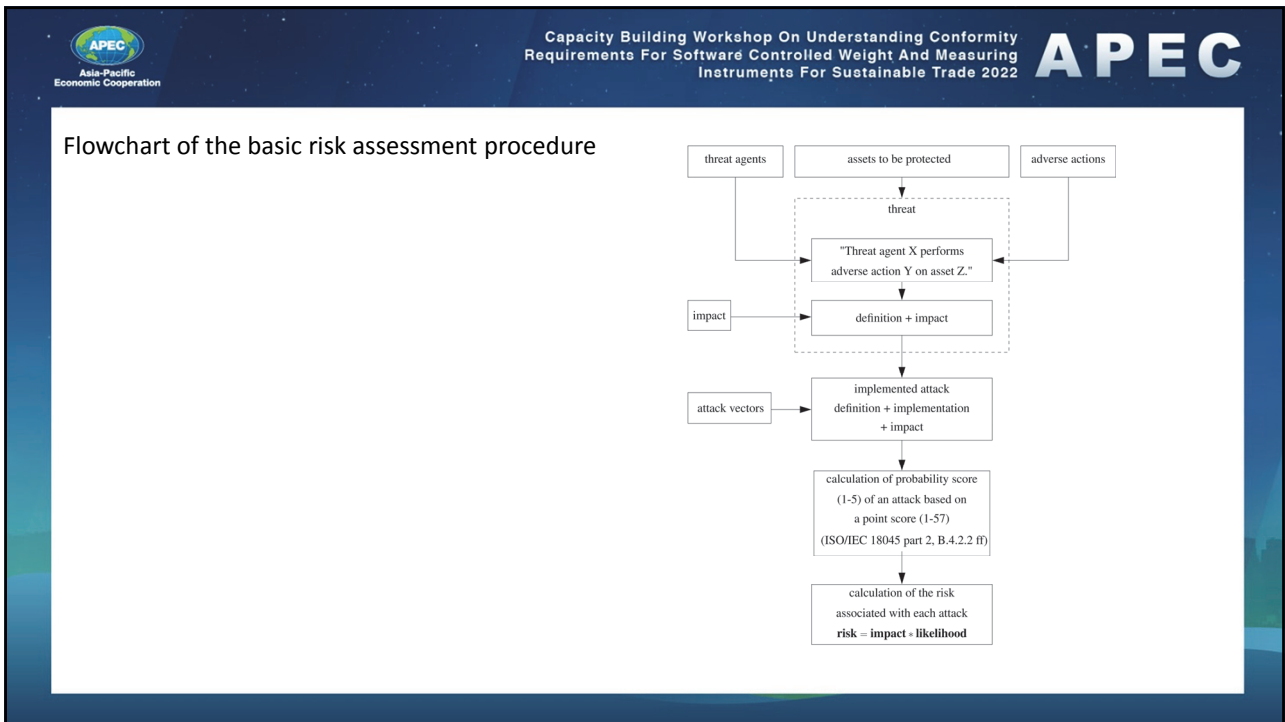 APEC
Asia-Pacific
Economic Cooperation
Capacity Building Workshop On Understanding Conformity
Requirements For Software Controlled Weight And Measuring
Instruments For Sustainable Trade 2022
APEC
Flowchart of the basic risk assessment procedure
threat agents
assets to be protected
adverse actions
threat
"Threat agent X performs
adverse action Y on asset Z."
impact
definition + impact
implemented attack
definition + implementation
+ impact
attack vectors
calculation of probability score
(1-5) of an attack based on
a point score (1-57)
(ISO/IEC 18045 part 2, B.4.2.2 ff)
calculation of the risk
associated with each attack
risk = impact * likelihood